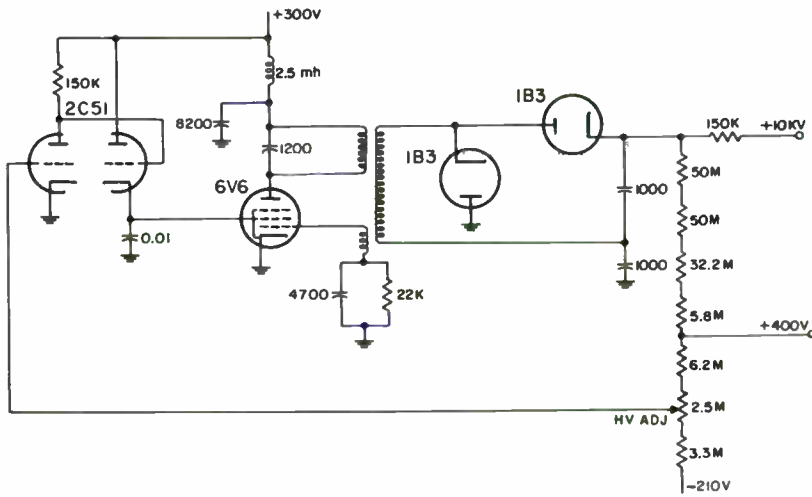 +300V
2.5 mh
150K
2C51
8200
1200
6V6
0.01
4700
22K
1B3
1B3
150K
+10KV
50M
1000
50M
1000
32.2M
5.8M
+400V
6.2M
2.5M
HV ADJ
3.3M
-210V